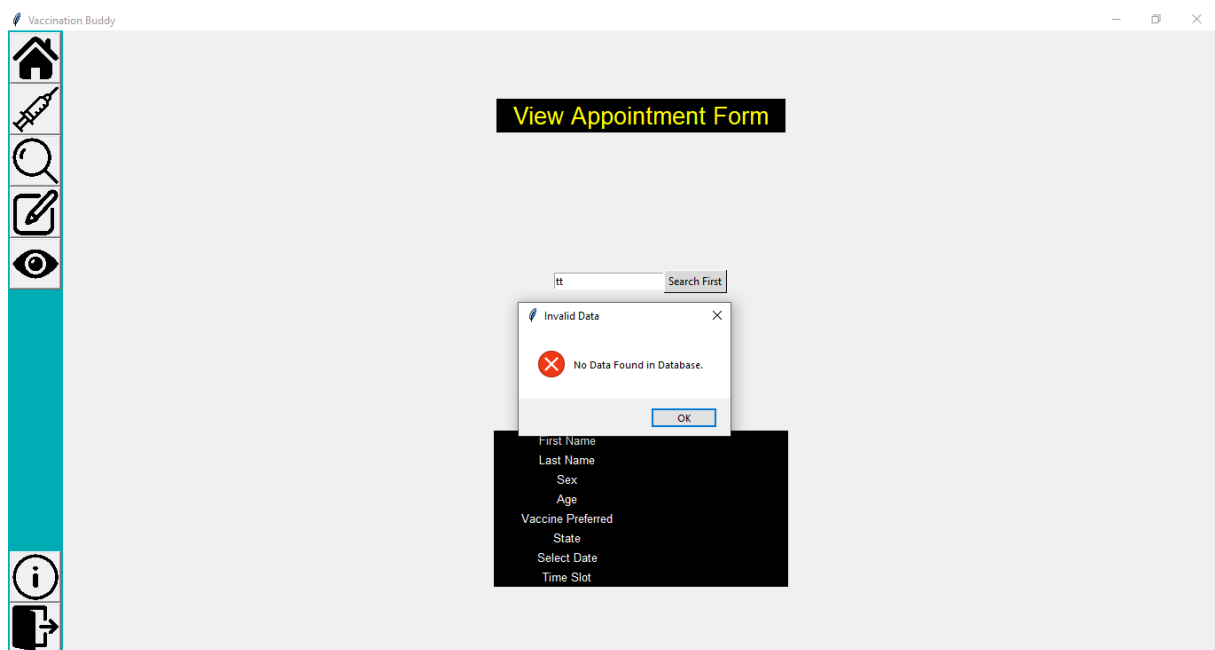 Vaccination Buddy
View Appointment Form
tt
Search First
Invalid Data
No Data Found in Database.
OK
First Name
Last Name
Sex
Age
Vaccine Preferred
State
Select Date
Time Slot